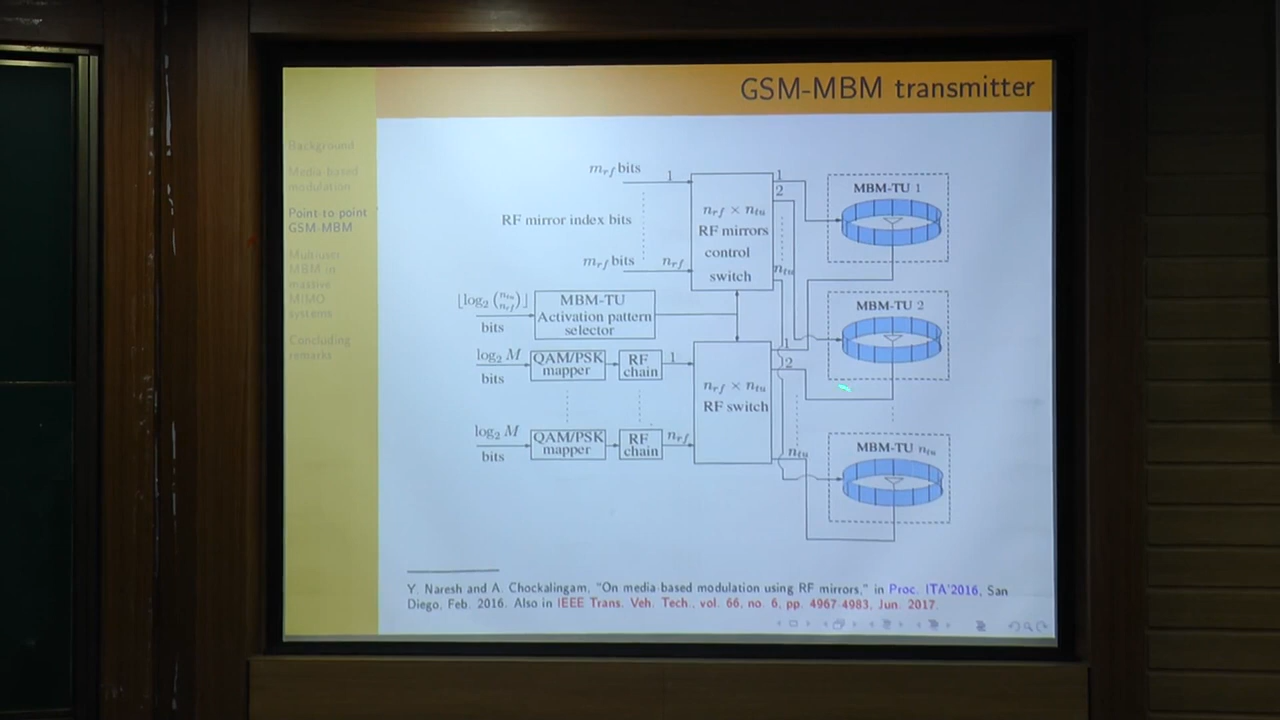 GSM-MBM transmitter
Background
Media-based
modulation
Point-to-point
GSM-MBM
Multiuser
MBM in
massive
MIMO
systems
Concluding
remarks
m_rf bits
1
RF mirror index bits
m_rf bits
n_rf
n_rf × n_tu
RF mirrors
control
switch
1
2
n_tu
⌊log₂ (n_tu n_rf)⌋
bits
MBM-TU
Activation pattern
selector
log₂ M
bits
QAM/PSK
mapper
RF
chain
1
log₂ M
bits
QAM/PSK
mapper
RF
chain
n_rf
n_rf × n_tu
RF switch
1
2
n_tu
MBM-TU 1
MBM-TU 2
MBM-TU n_tu
Y. Naresh and A. Chockalingam, "On media-based modulation using RF mirrors," in Proc. ITA'2016, San
Diego, Feb. 2016. Also in IEEE Trans. Veh. Tech., vol. 66, no. 6, pp. 4967-4983, Jun. 2017.